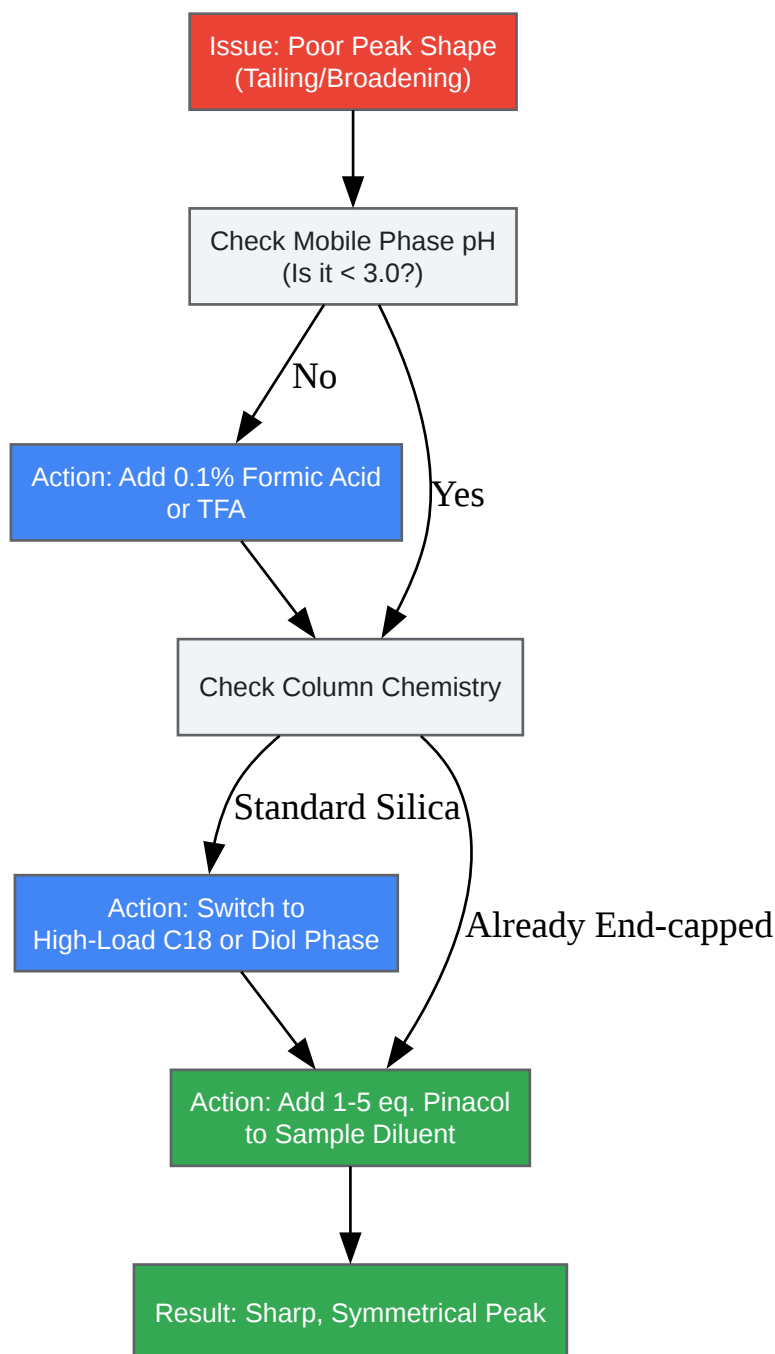 Issue: Poor Peak Shape
(Tailing/Broadening)
Check Mobile Phase pH
(Is it < 3.0?)
No
Action: Add 0.1% Formic Acid
or TFA
Yes
Check Column Chemistry
Standard Silica
Action: Switch to
High-Load C18 or Diol Phase
Already End-capped
Action: Add 1-5 eq. Pinacol
to Sample Diluent
Result: Sharp, Symmetrical Peak